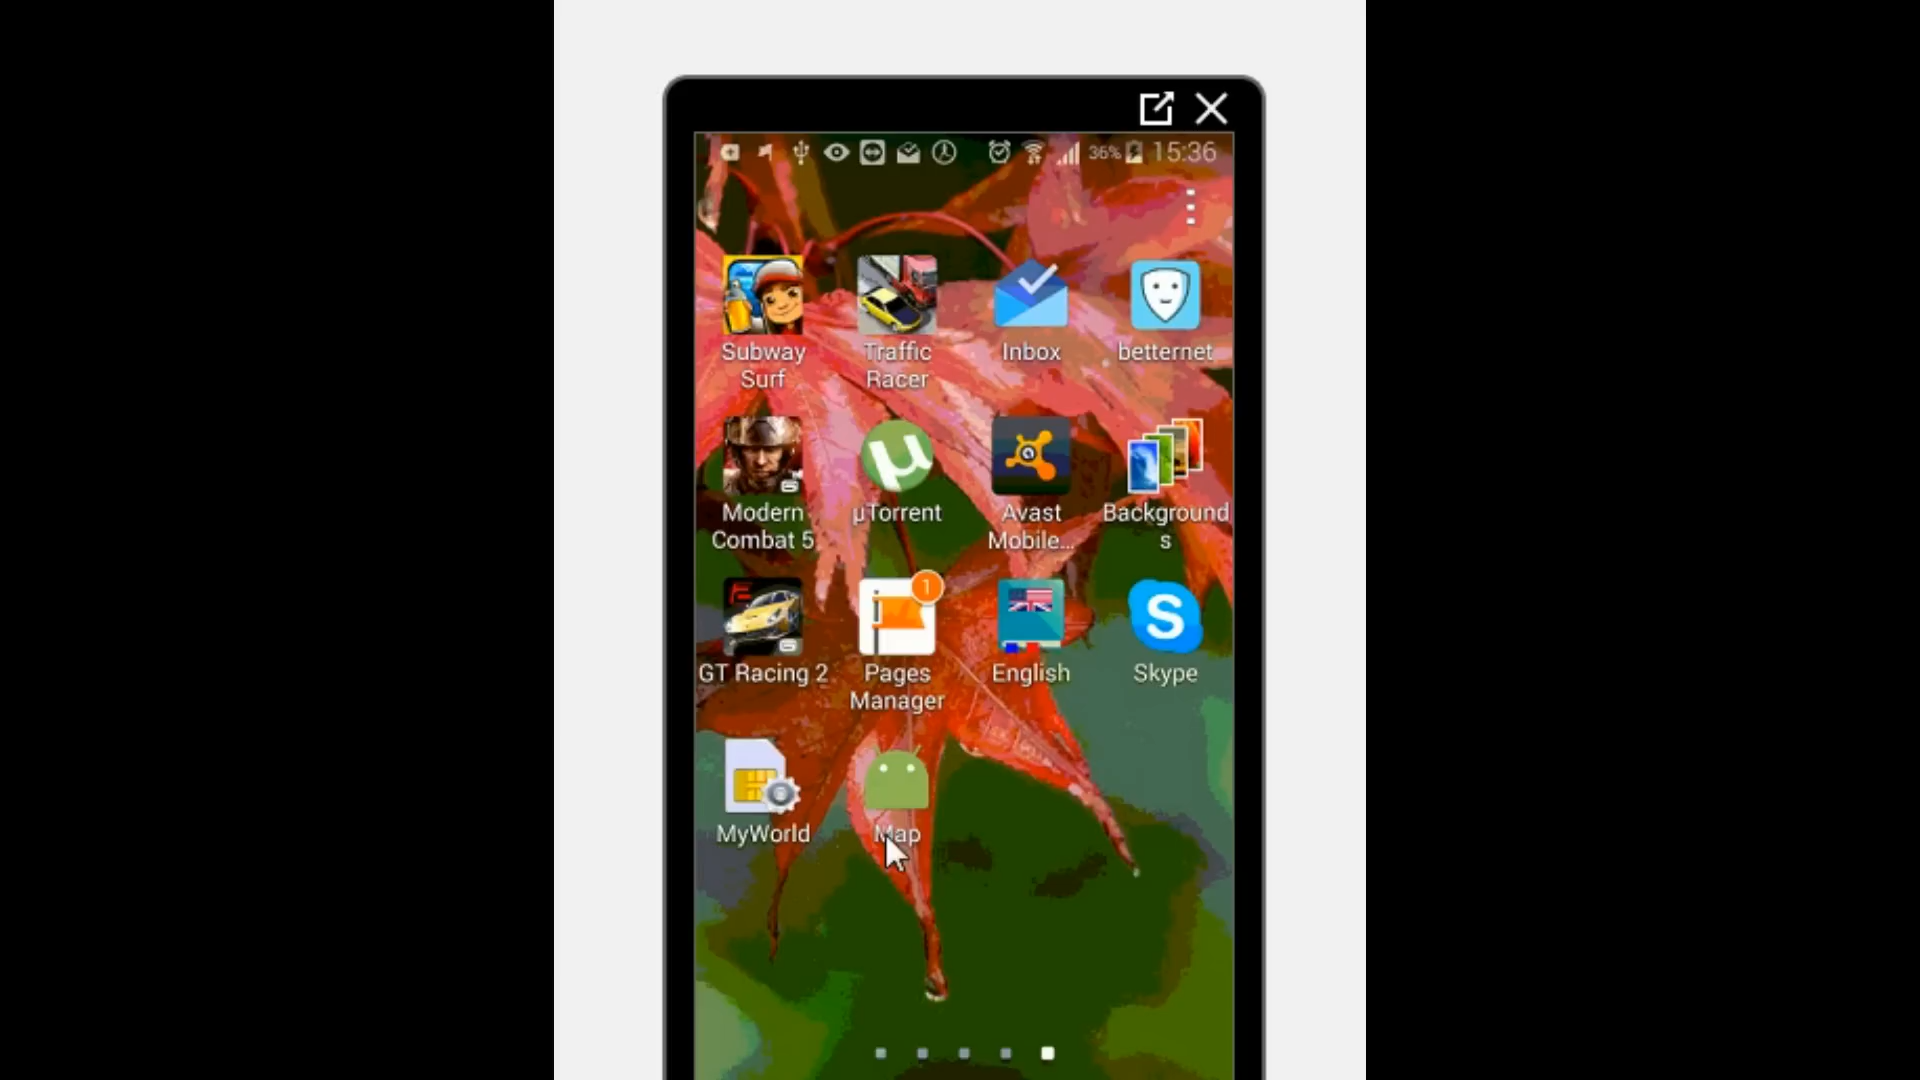 36% 15:36
Subway Surf
Traffic Racer
Inbox
betternet
Modern Combat 5
µTorrent
Avast Mobile...
Backgrounds
GT Racing 2
1
Pages Manager
English
Skype
MyWorld
Map